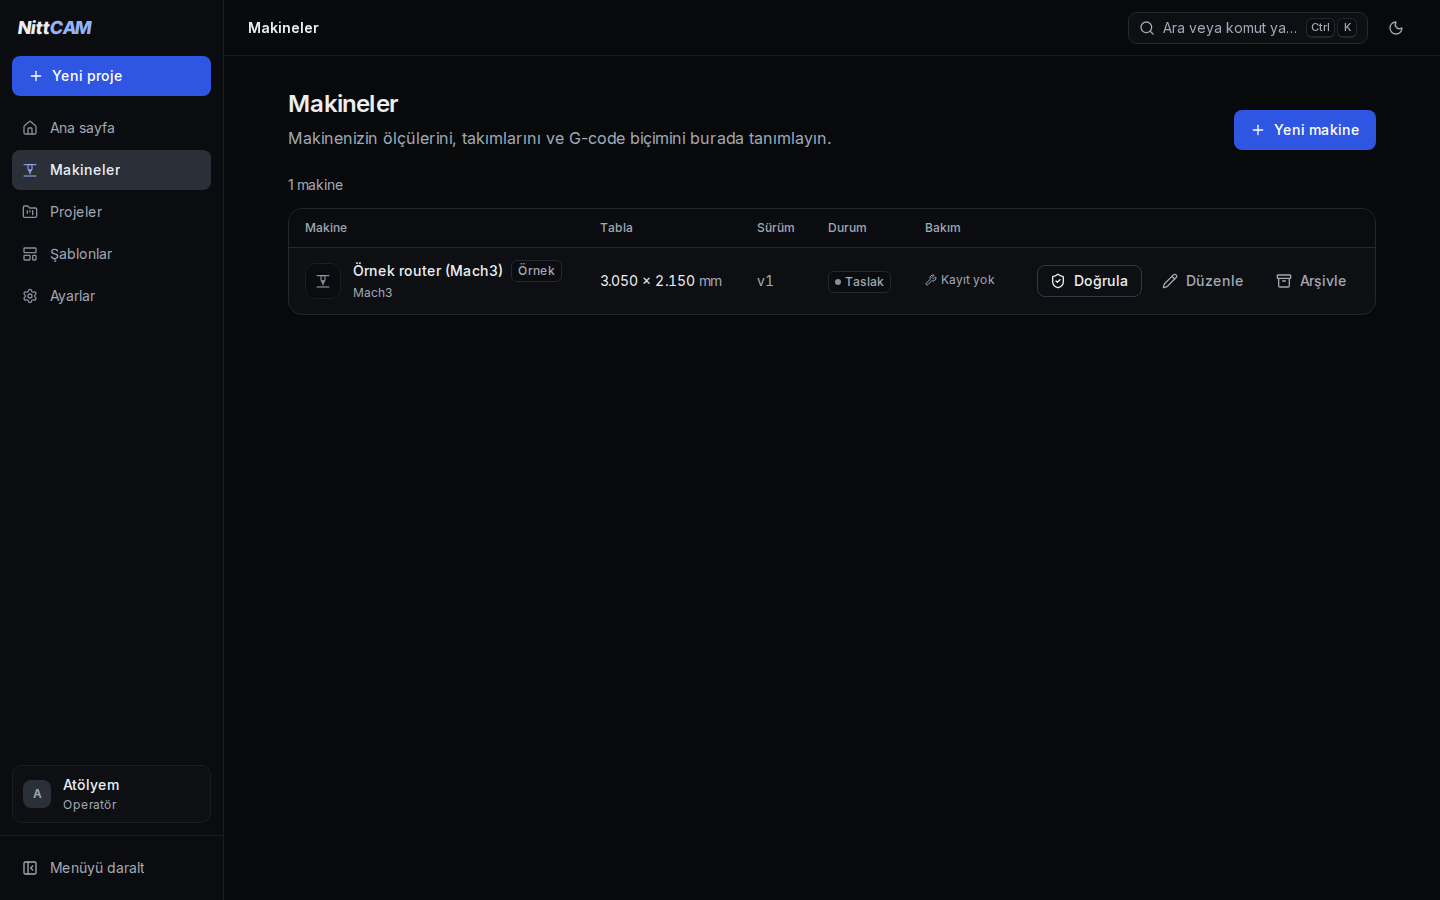 NittCAM
Makineler
Ara veya komut ya... Ctrl K
Yeni proje
Ana sayfa
Makineler
Projeler
Şablonlar
Ayarlar
Makineler
Makinenizin ölçülerini, takımlarını ve G-code biçimini burada tanımlayın.
Yeni makine
1 makine
Makine Tabla Sürüm Durum Bakım
Örnek router (Mach3) Örnek
Mach3
3.050 × 2.150 mm v1 Taslak Kayıt yok Doğrula Düzenle Arşivle
A
Atölyem
Operatör
Menüyü daralt